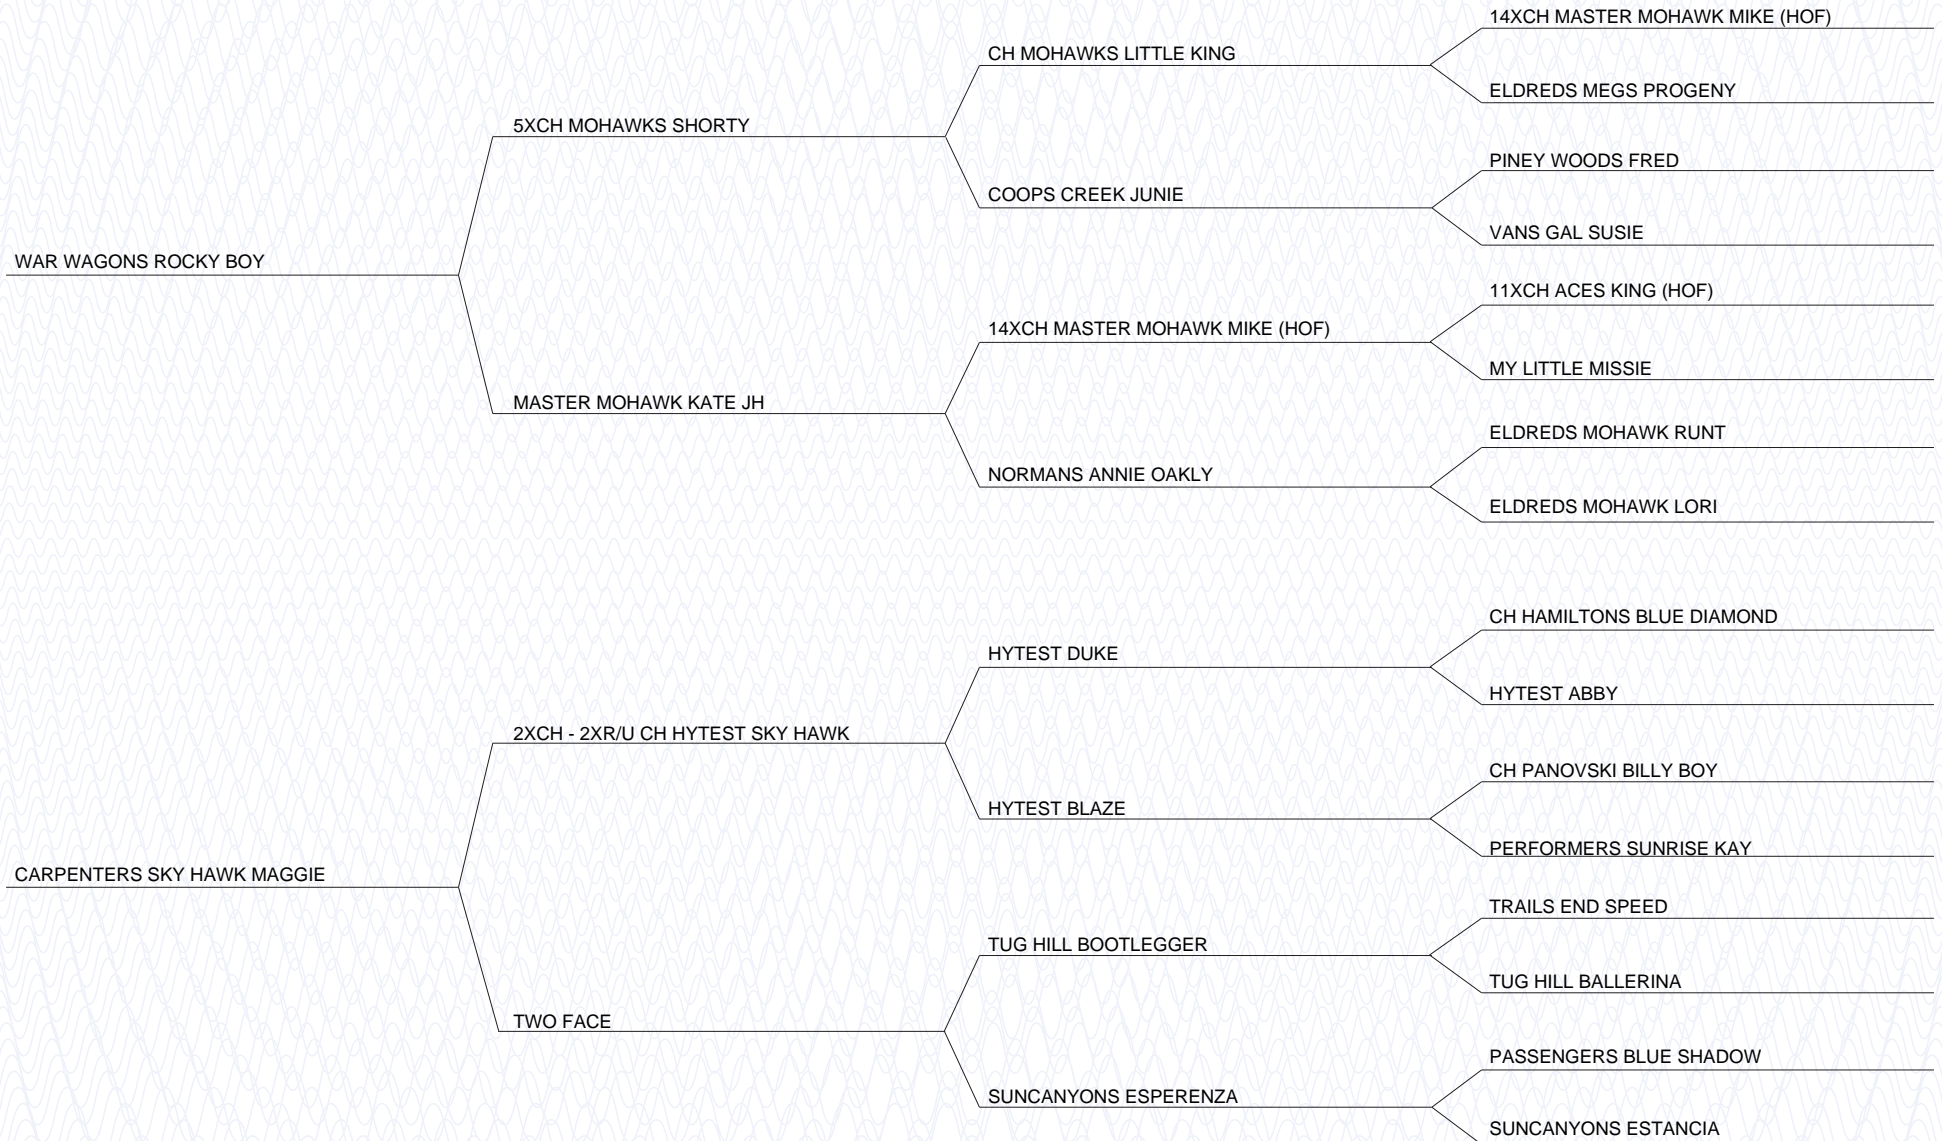 14XCH MASTER MOHAWK MIKE (HOF)
CH MOHAWKS LITTLE KING
ELDREDS MEGS PROGENY
5XCH MOHAWKS SHORTY
PINEY WOODS FRED
COOPS CREEK JUNIE
VANS GAL SUSIE
WAR WAGONS ROCKY BOY
11XCH ACES KING (HOF)
14XCH MASTER MOHAWK MIKE (HOF)
MY LITTLE MISSIE
MASTER MOHAWK KATE JH
ELDREDS MOHAWK RUNT
NORMANS ANNIE OAKLY
ELDREDS MOHAWK LORI
CH HAMILTONS BLUE DIAMOND
HYTEST DUKE
HYTEST ABBY
2XCH - 2XR/U CH HYTEST SKY HAWK
CH PANOVSKI BILLY BOY
HYTEST BLAZE
PERFORMERS SUNRISE KAY
CARPENTERS SKY HAWK MAGGIE
TRAILS END SPEED
TUG HILL BOOTLEGGER
TUG HILL BALLERINA
TWO FACE
PASSENGERS BLUE SHADOW
SUNCANYONS ESPERENZA
SUNCANYONS ESTANCIA